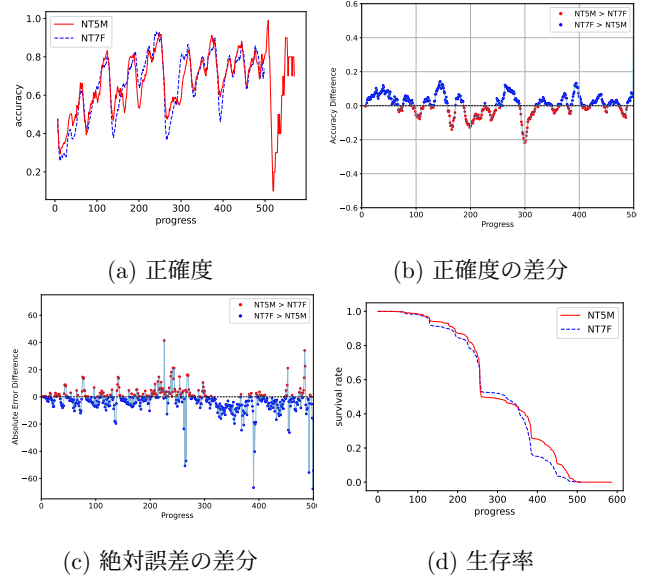 NT5M
NT7F
accuracy
1.0
0.8
0.6
0.4
0.2
0
100
200
300
400
500
progress
(a) 正確度
NT5M > NT7F
NT7F > NT5M
Accuracy Difference
0.6
0.4
0.2
0.0
−0.2
−0.4
−0.6
0
100
200
300
400
500
Progress
(b) 正確度の差分
NT5M > NT7F
NT7F > NT5M
Absolute Error Difference
60
40
20
0
−20
−40
−60
0
100
200
300
400
500
Progress
(c) 絶対誤差の差分
NT5M
NT7F
survival rate
1.0
0.8
0.6
0.4
0.2
0.0
0
100
200
300
400
500
600
progress
(d) 生存率